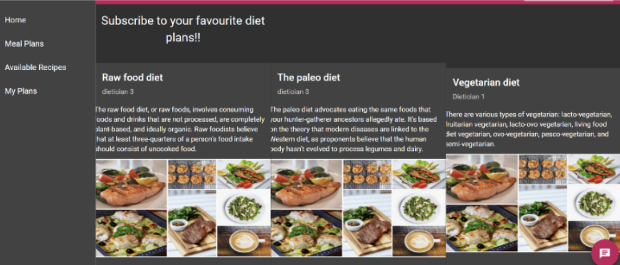 Home
Meal Plans
Available Recipes
My Plans
Subscribe to your favourite diet
plans!!
Raw food diet
dietician 3
The raw food diet, or raw foods, involves consuming
foods and drinks that are not processed, are completely
plant-based, and ideally organic. Raw foodists believe
that at least three-quarters of a person's food intake
should consist of uncooked food.
The paleo diet
dietician 3
The paleo diet advocates eating the same foods that
your hunter-gatherer ancestors allegedly ate. It's based
on the theory that modern diseases are linked to the
Western diet, as proponents believe that the human
body hasn't evolved to process legumes and dairy.
Vegetarian diet
Dietician 1
There are various types of vegetarian: lacto-vegetarian,
fruitarian vegetarian, lacto-ovo vegetarian, living food
diet vegetarian, ovo-vegetarian, pesco-vegetarian, and
semi-vegetarian.